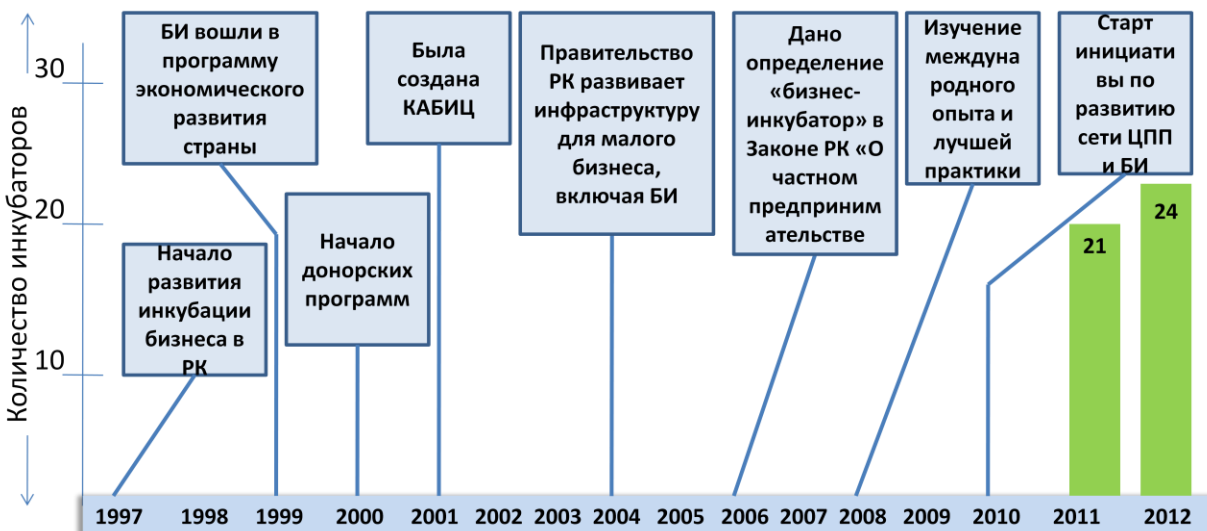 Количество инкубаторов
30
20
10
БИ вошли в
программу
экономического
развития
страны
Начало
развития
инкубации
бизнеса в
РК
Начало
донорских
программ
Была
создана
КАБИЦ
Правительство
РК развивает
инфраструктуру
для малого
бизнеса,
включая БИ
Дано
определение
«бизнес-
инкубатор» в
Законе РК «О
частном
предприним
ательстве
Изучение
междуна
родного
опыта и
лучшей
практики
Старт
инициати
вы по
развитию
сети ЦПП
и БИ
21
24
1997 1998 1999 2000 2001 2002 2003 2004 2005 2006 2007 2008 2009 2010 2011 2012